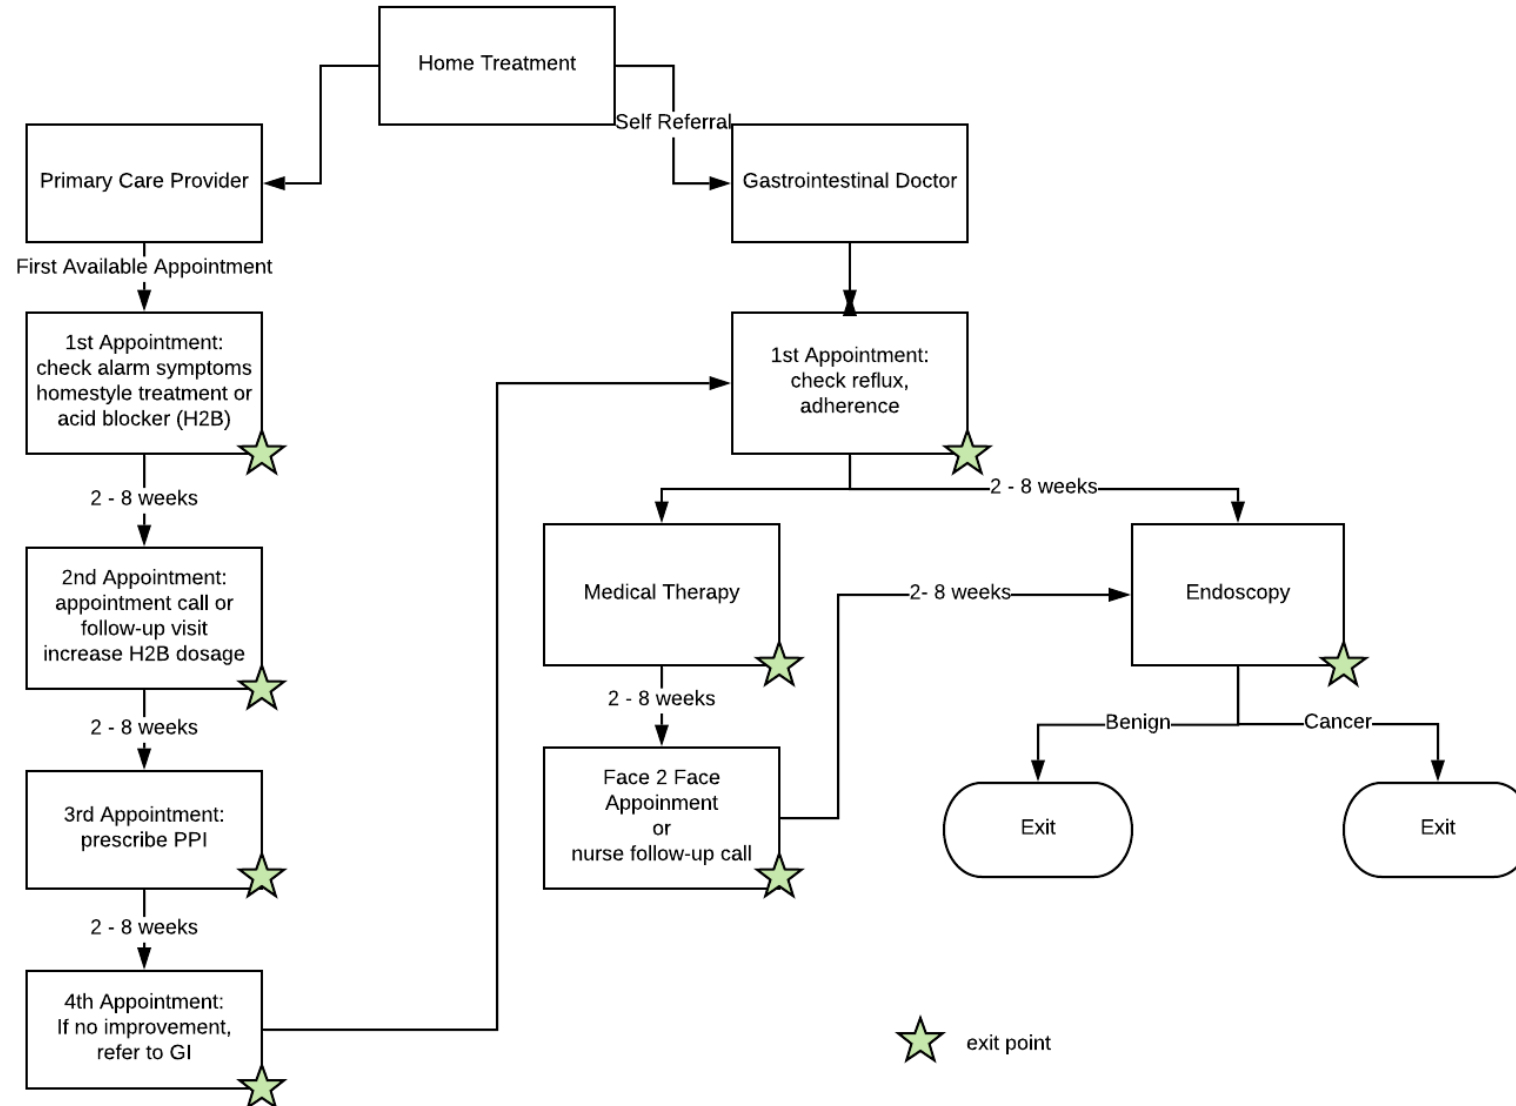 Home Treatment
Self Referral
Primary Care Provider
Gastrointestinal Doctor
First Available Appointment
1st Appointment:
check alarm symptoms
homestyle treatment or
acid blocker (H2B)
2 - 8 weeks
2nd Appointment:
appointment call or
follow-up visit
increase H2B dosage
2 - 8 weeks
3rd Appointment:
prescribe PPI
2 - 8 weeks
4th Appointment:
If no improvement,
refer to GI
1st Appointment:
check reflux,
adherence
2 - 8 weeks
Medical Therapy
2- 8 weeks
Endoscopy
2 - 8 weeks
Face 2 Face
Appoinment
or
nurse follow-up call
Benign
Cancer
Exit
Exit
exit point